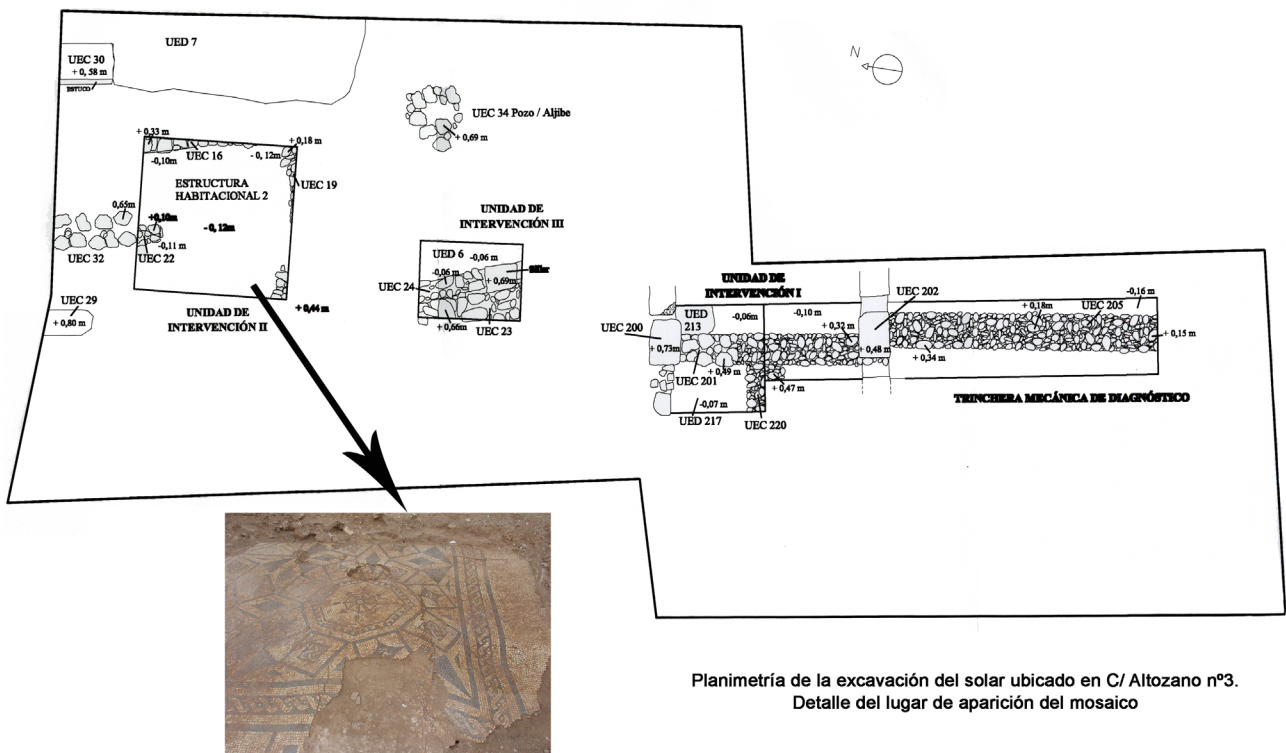 UED 7
UEC 30
+ 0, 58 m
ESTUCO
N
UEC 34 Pozo / Aljibe
+ 0,69 m
+ 0,33 m
-0,10m
UEC 16
- 0, 12m
+ 0,18 m
UEC 19
ESTRUCTURA
HABITACIONAL 2
0,65m
+0,10m
-0,11 m
- 0, 12m
UEC 32
UEC 22
UEC 29
+ 0,80 m
UNIDAD DE
INTERVENCIÓN II
+ 0,44 m
UNIDAD DE
INTERVENCIÓN III
UED 6
-0,06 m
-0,06 m
Sillar
+ 0,69m
UEC 24
+0,66m
UEC 23
UNIDAD DE
INTERVENCIÓN I
UEC 202
UEC 200
UED
213
-0,06m
-0,10 m
+ 0,32 m
+ 0,73m
+ 0,48 m
+0,49 m
UEC 201
+ 0,47 m
-0,07 m
UED 217
UEC 220
-0,16 m
+0,18m
UEC 205
+ 0,15 m
+ 0,34 m
TRINCHERA MECÁNICA DE DIAGNÓSTICO
Planimetría de la excavación del solar ubicado en C/ Altozano nº3.
Detalle del lugar de aparición del mosaico